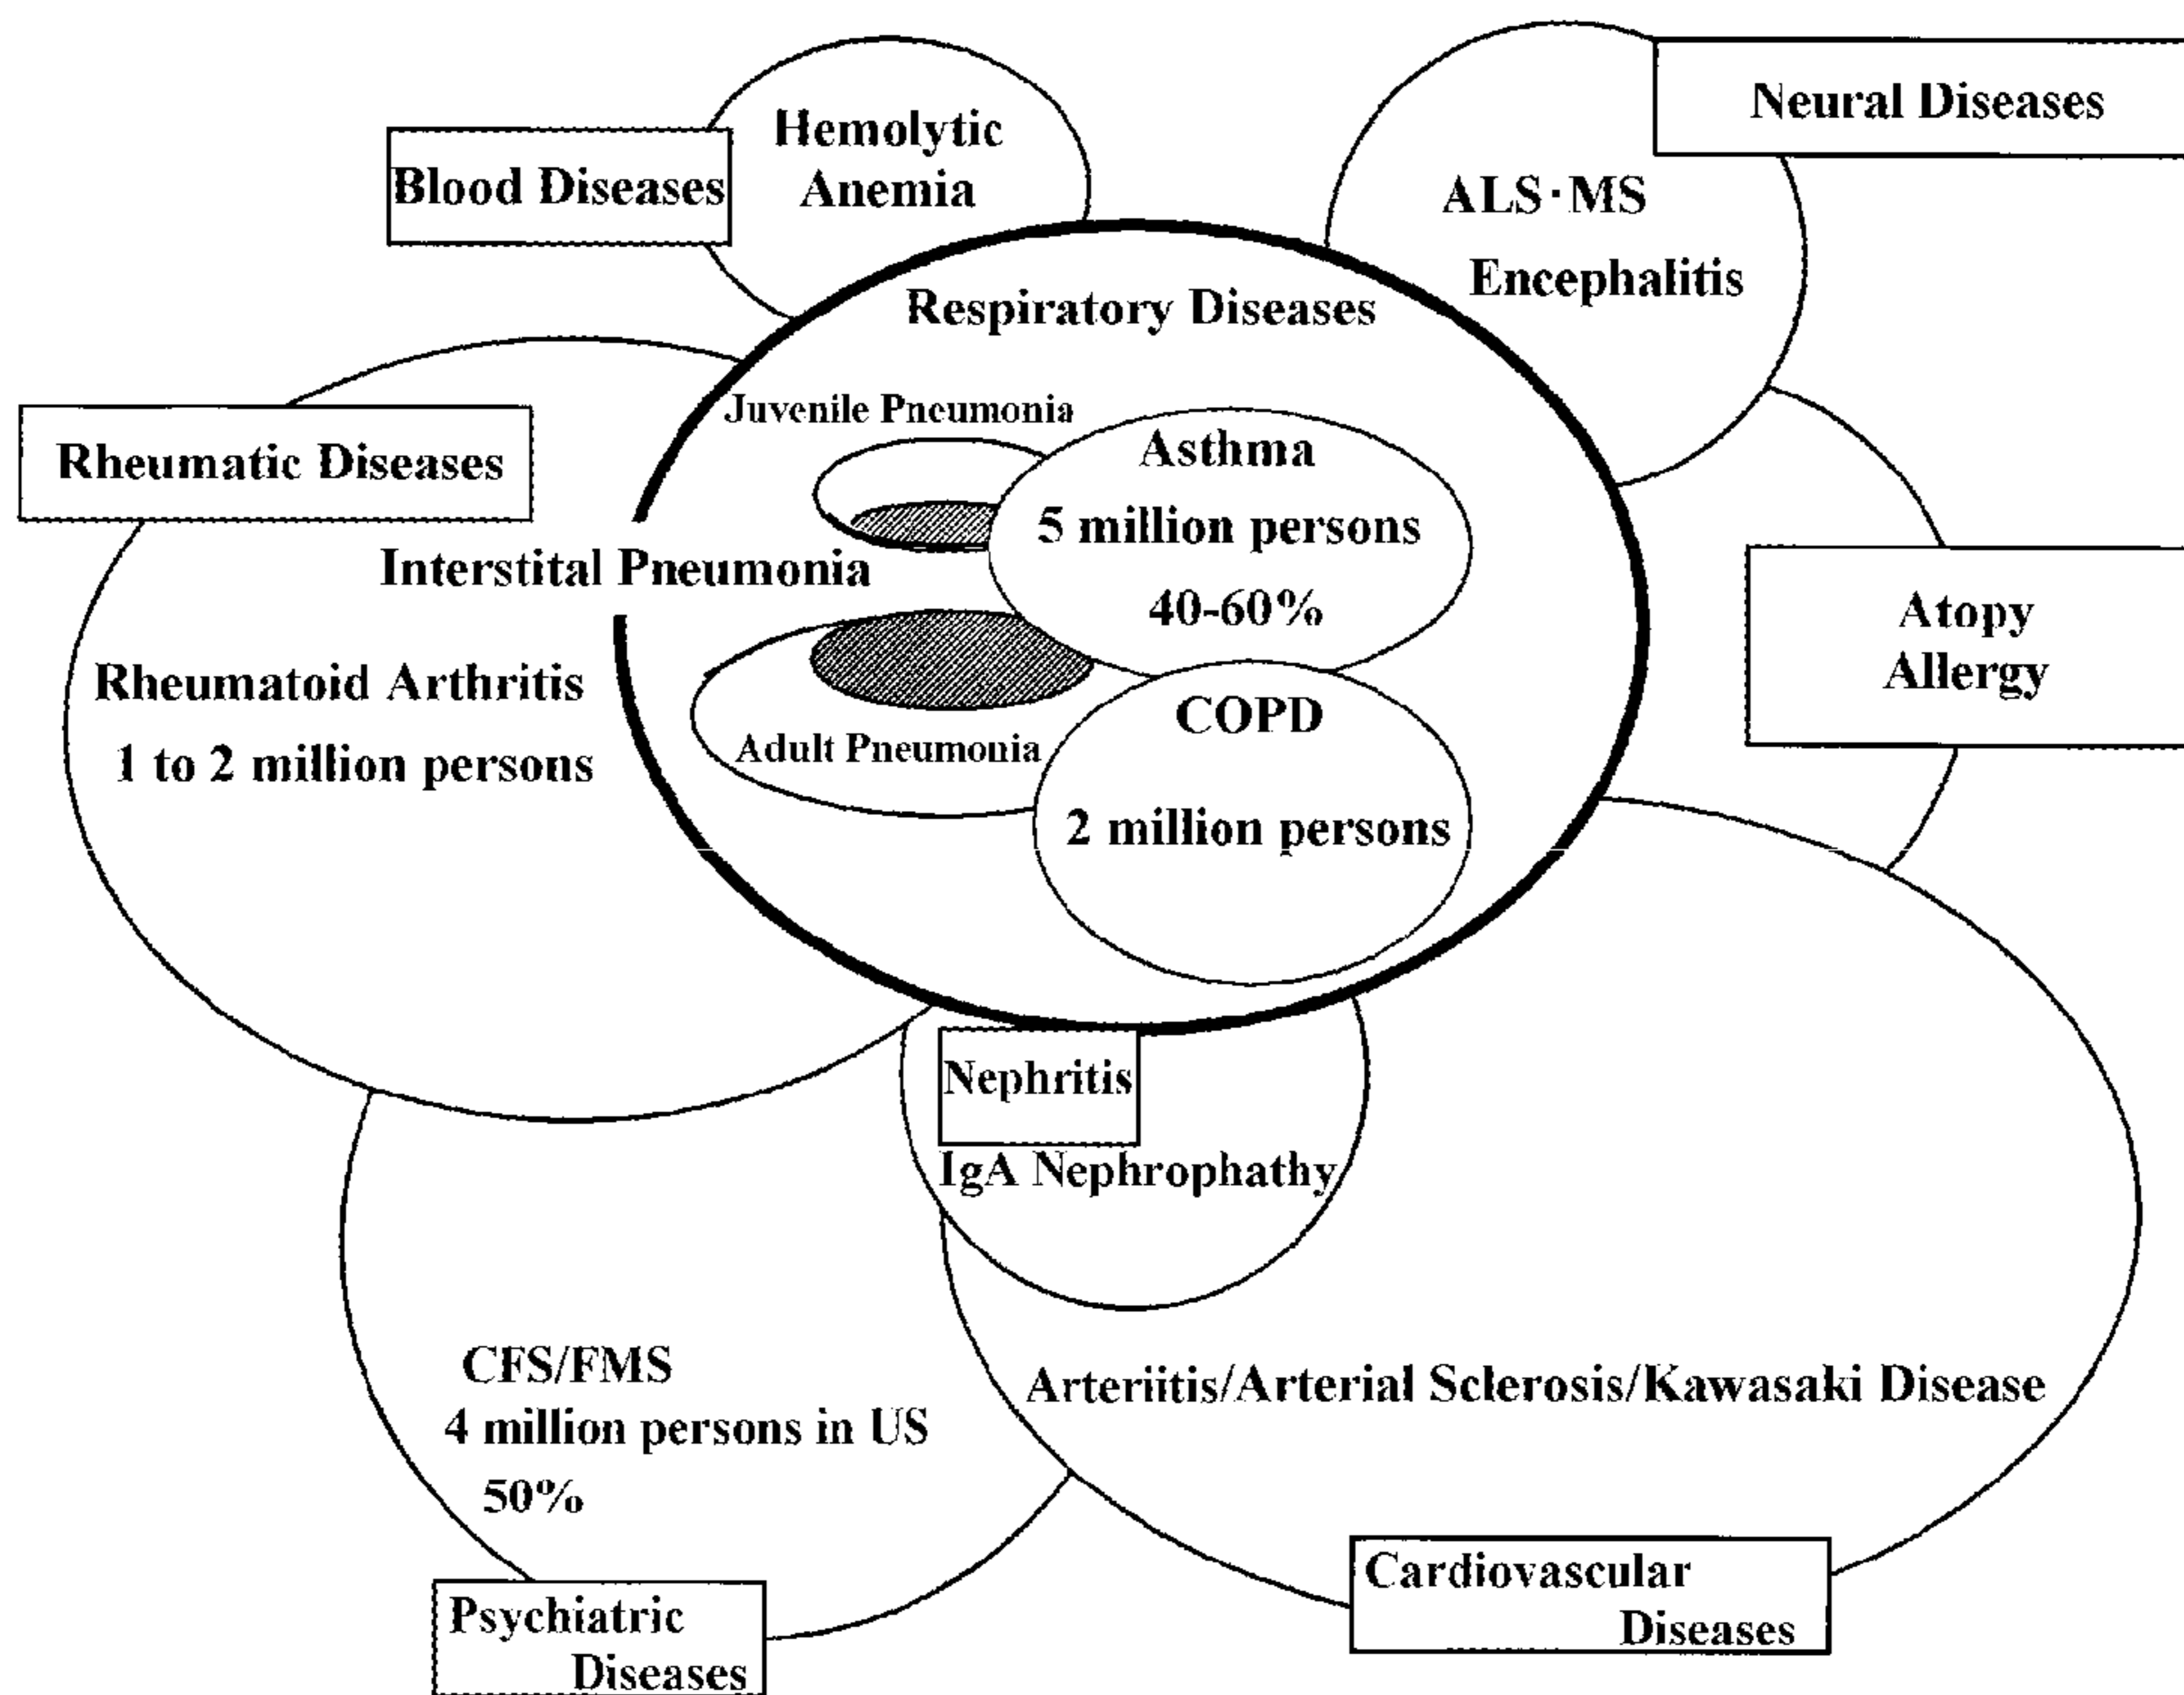 Neural Diseases
Hemolytic
Anemia
Blood Diseases
ALS·MS
Encephalitis
Respiratory Diseases
Juvenile Pneumonia
Asthma
5 million persons
40-60%
Rheumatic Diseases
Interstital Pneumonia
Rheumatoid Arthritis
1 to 2 million persons
Atopy
Allergy
COPD
2 million persons
Adult Pneumonia
Nephritis
IgA Nephrophathy
CFS/FMS
4 million persons in US
50%
Arteriitis/Arterial Sclerosis/Kawasaki Disease
Psychiatric
Diseases
Cardiovascular
Diseases